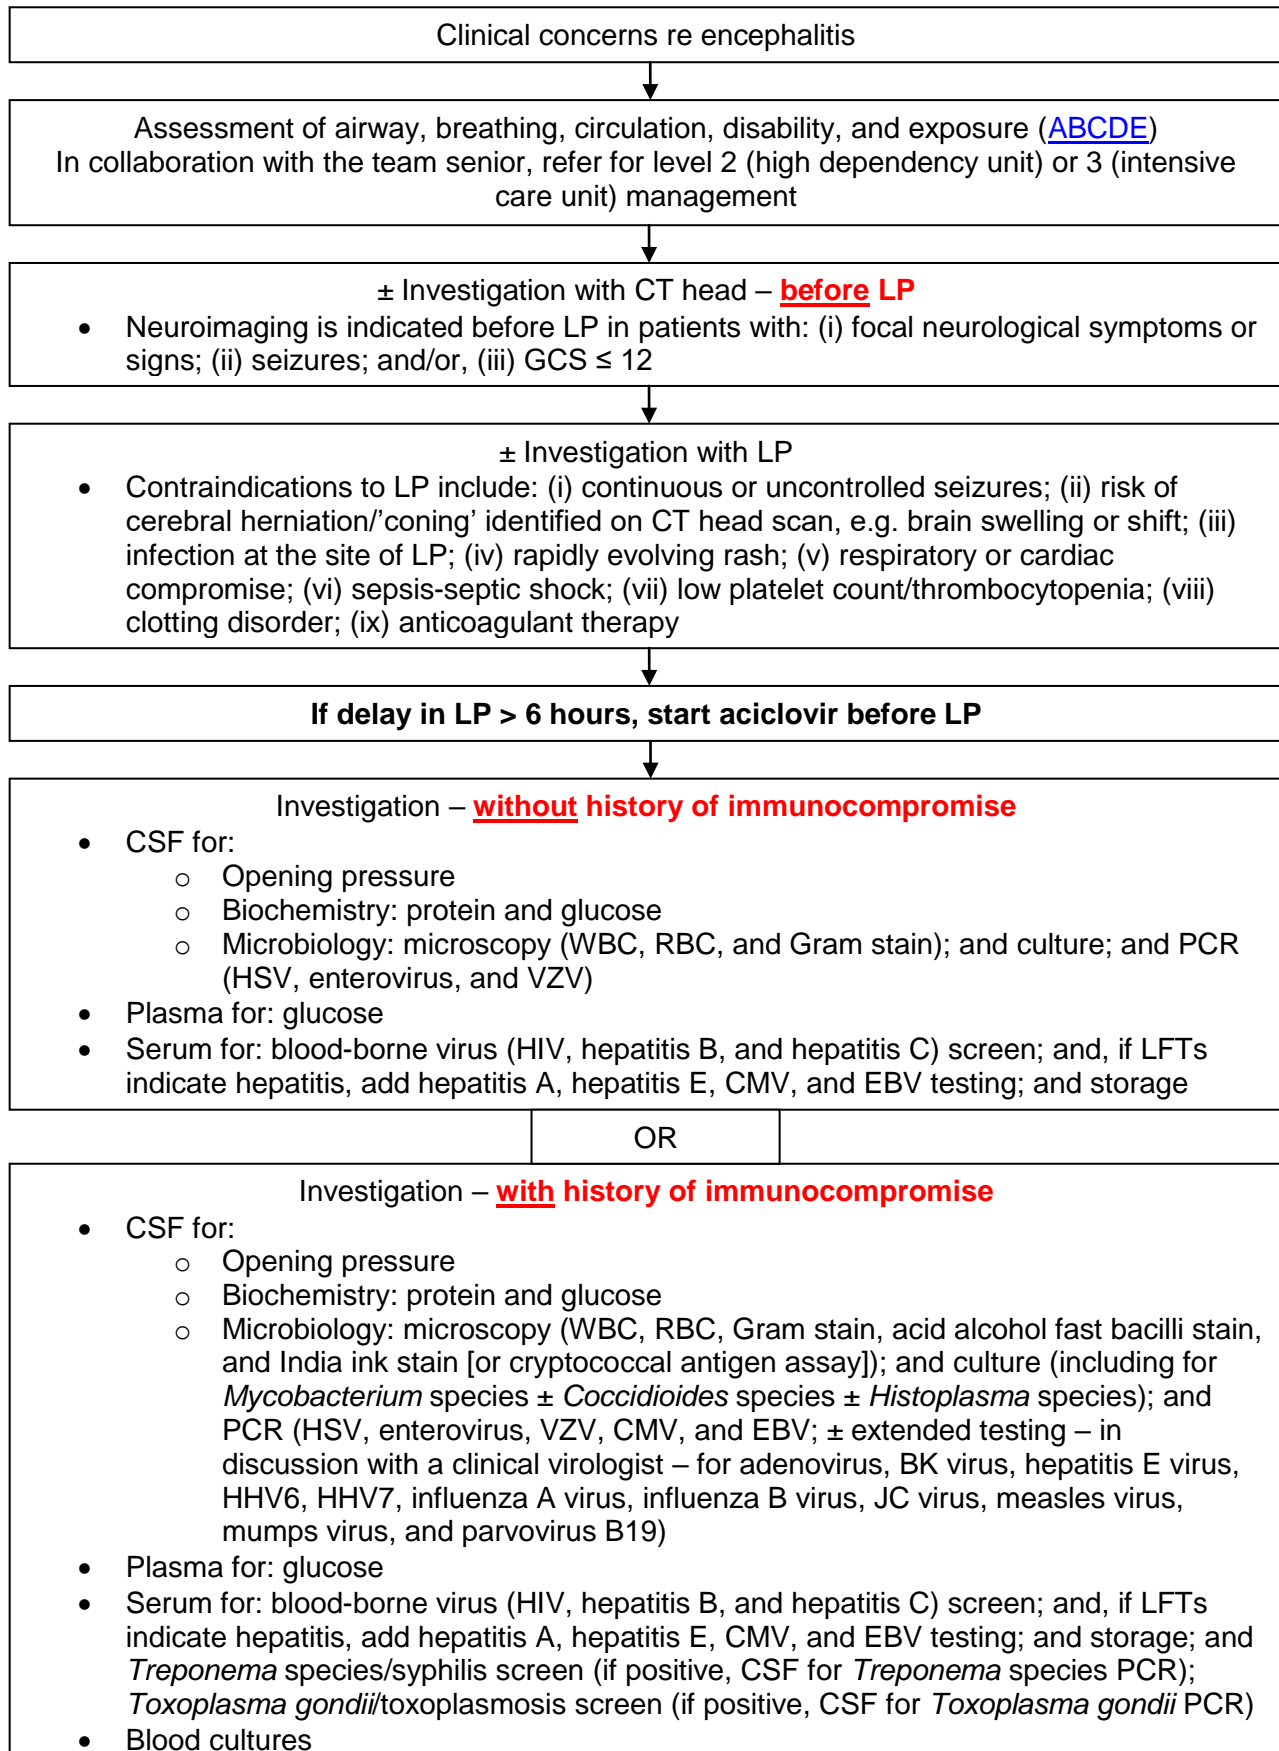 Clinical concerns re encephalitis
Assessment of airway, breathing, circulation, disability, and exposure (ABCDE)
In collaboration with the team senior, refer for level 2 (high dependency unit) or 3 (intensive
care unit) management
± Investigation with CT head – before LP
• Neuroimaging is indicated before LP in patients with: (i) focal neurological symptoms or
signs; (ii) seizures; and/or, (iii) GCS ≤ 12
± Investigation with LP
• Contraindications to LP include: (i) continuous or uncontrolled seizures; (ii) risk of
cerebral herniation/'coning' identified on CT head scan, e.g. brain swelling or shift; (iii)
infection at the site of LP; (iv) rapidly evolving rash; (v) respiratory or cardiac
compromise; (vi) sepsis-septic shock; (vii) low platelet count/thrombocytopenia; (viii)
clotting disorder; (ix) anticoagulant therapy
If delay in LP > 6 hours, start aciclovir before LP
Investigation – without history of immunocompromise
• CSF for:
o Opening pressure
o Biochemistry: protein and glucose
o Microbiology: microscopy (WBC, RBC, and Gram stain); and culture; and PCR
(HSV, enterovirus, and VZV)
• Plasma for: glucose
• Serum for: blood-borne virus (HIV, hepatitis B, and hepatitis C) screen; and, if LFTs
indicate hepatitis, add hepatitis A, hepatitis E, CMV, and EBV testing; and storage
OR
Investigation – with history of immunocompromise
• CSF for:
o Opening pressure
o Biochemistry: protein and glucose
o Microbiology: microscopy (WBC, RBC, Gram stain, acid alcohol fast bacilli stain,
and India ink stain [or cryptococcal antigen assay]); and culture (including for
Mycobacterium species ± Coccidioides species ± Histoplasma species); and
PCR (HSV, enterovirus, VZV, CMV, and EBV; ± extended testing – in
discussion with a clinical virologist – for adenovirus, BK virus, hepatitis E virus,
HHV6, HHV7, influenza A virus, influenza B virus, JC virus, measles virus,
mumps virus, and parvovirus B19)
• Plasma for: glucose
• Serum for: blood-borne virus (HIV, hepatitis B, and hepatitis C) screen; and, if LFTs
indicate hepatitis, add hepatitis A, hepatitis E, CMV, and EBV testing; and storage; and
Treponema species/syphilis screen (if positive, CSF for Treponema species PCR);
Toxoplasma gondii/toxoplasmosis screen (if positive, CSF for Toxoplasma gondii PCR)
• Blood cultures